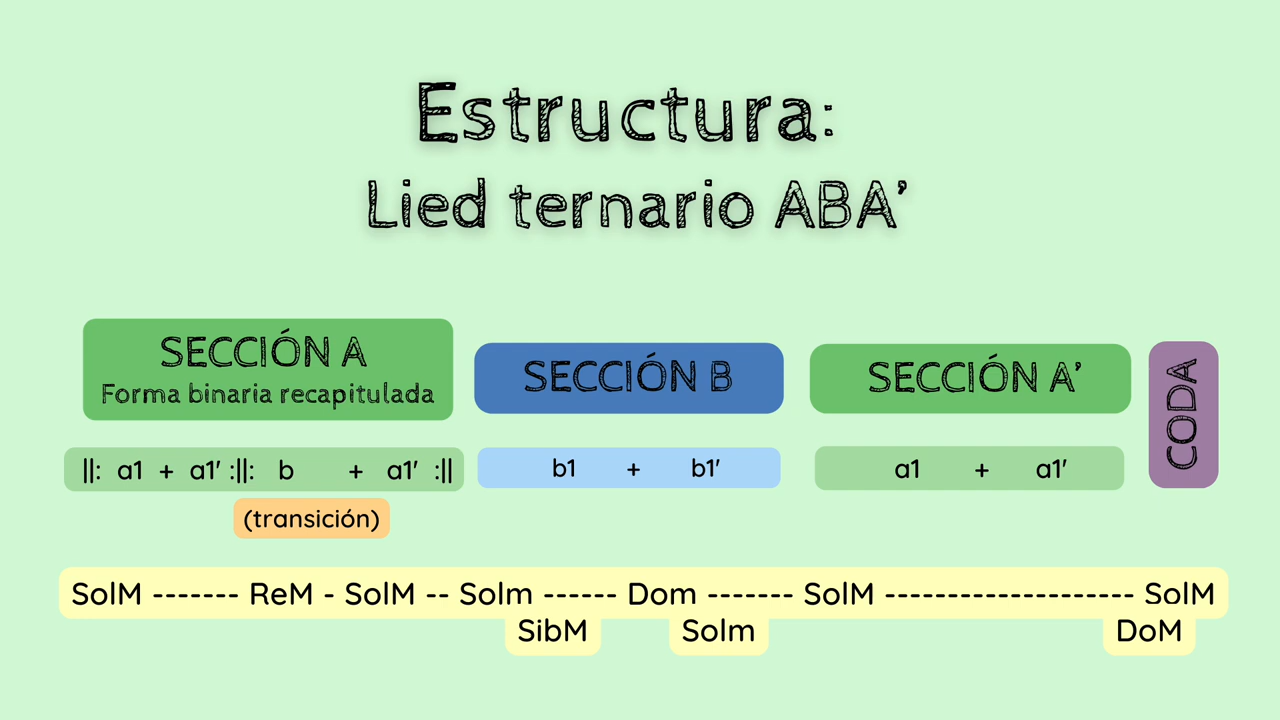 Estructura:
Lied ternario ABA’
SECCIÓN A
Forma binaria recapitulada
SECCIÓN B
SECCIÓN A’
CODA
||: a1 + a1' :||: b + a1' :||
b1 + b1'
a1 + a1'
(transición)
SolM ------- ReM - SolM -- Solm ------ Dom ------- SolM -------------------- SolM
SibM Solm DoM